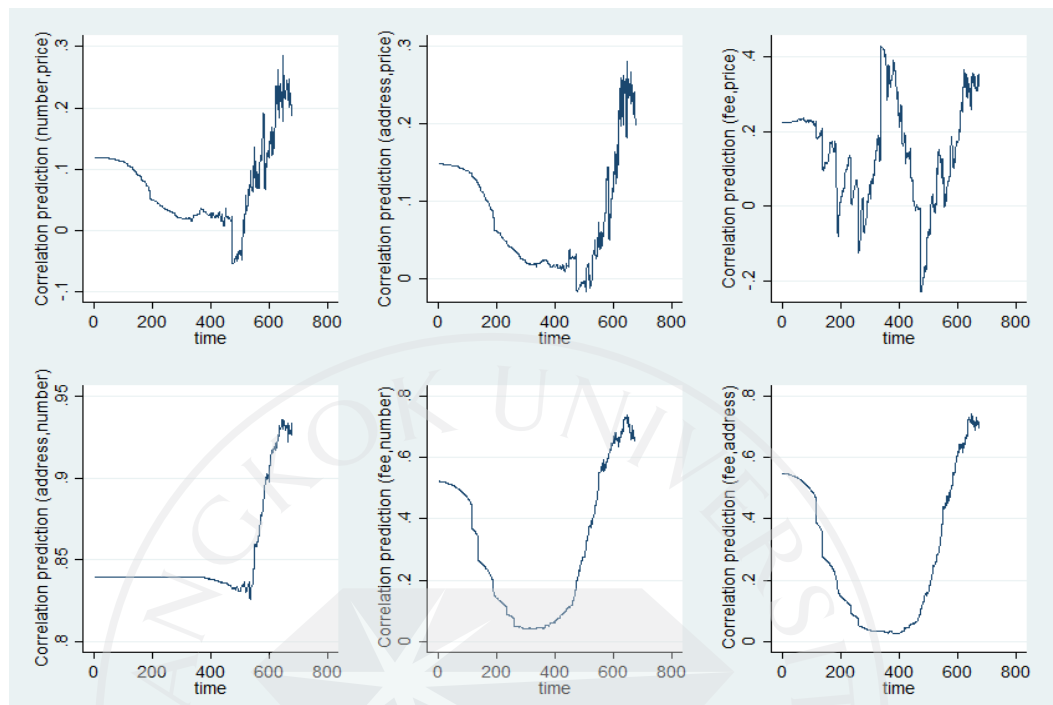 Correlation prediction (number,price)
.3
.2
.1
0
-.1
0 200 400 600 800
time
Correlation prediction (address,price)
.3
.2
.1
0
0 200 400 600 800
time
Correlation prediction (fee,price)
.4
.2
0
-.2
0 200 400 600 800
time
Correlation prediction (address,number)
.95
.9
.85
.8
0 200 400 600 800
time
Correlation prediction (fee,number)
.8
.6
.4
.2
0
0 200 400 600 800
time
Correlation prediction (fee,address)
.8
.6
.4
.2
0
0 200 400 600 800
time
ANGKOK UNIVERSI